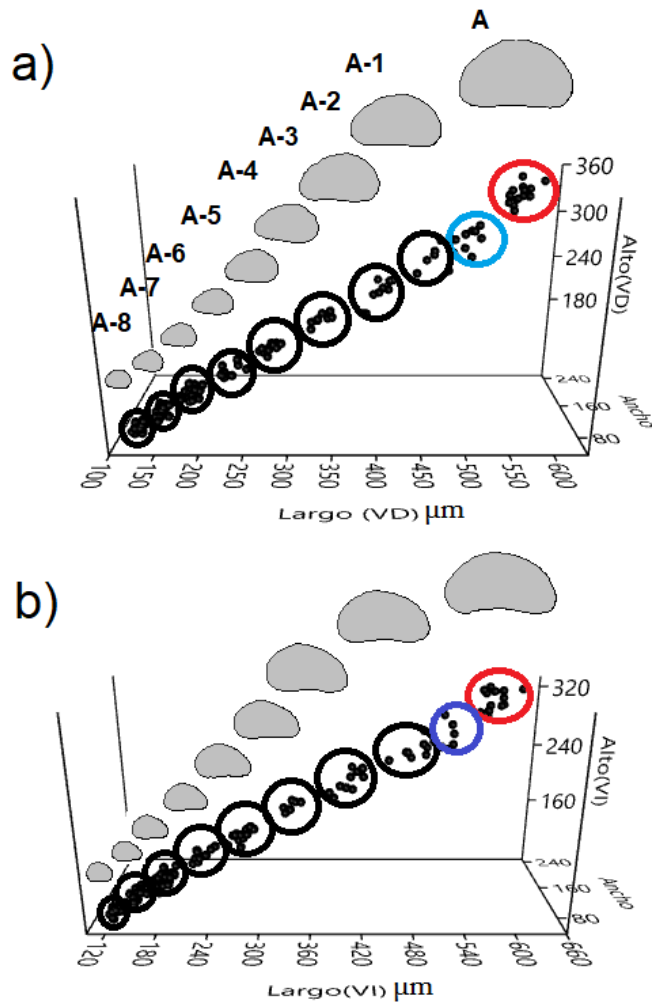 a)
A
A-1
A-2
A-3
A-4
A-5
A-6
A-7
A-8
360
300
240
180
Alto(VD)
240
160
80
Ancho
100
150
200
250
300
350
400
450
500
550
600
Largo (VD) µm
b)
320
240
160
Alto(VI)
240
160
80
Ancho
120
180
240
300
360
420
480
540
600
660
Largo(VI) µm